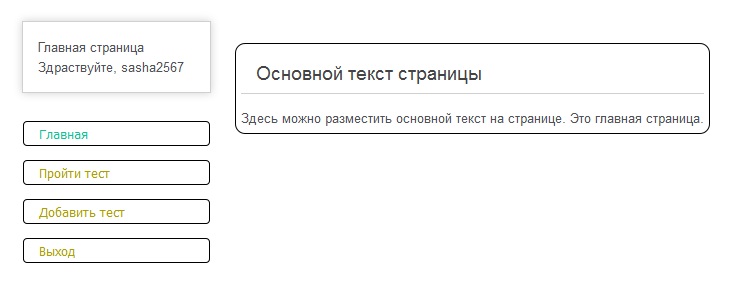 Главная страница
Здраствуйте, sasha2567
Главная
Пройти тест
Добавить тест
Выход
Основной текст страницы
Здесь можно разместить основной текст на странице. Это главная страница.